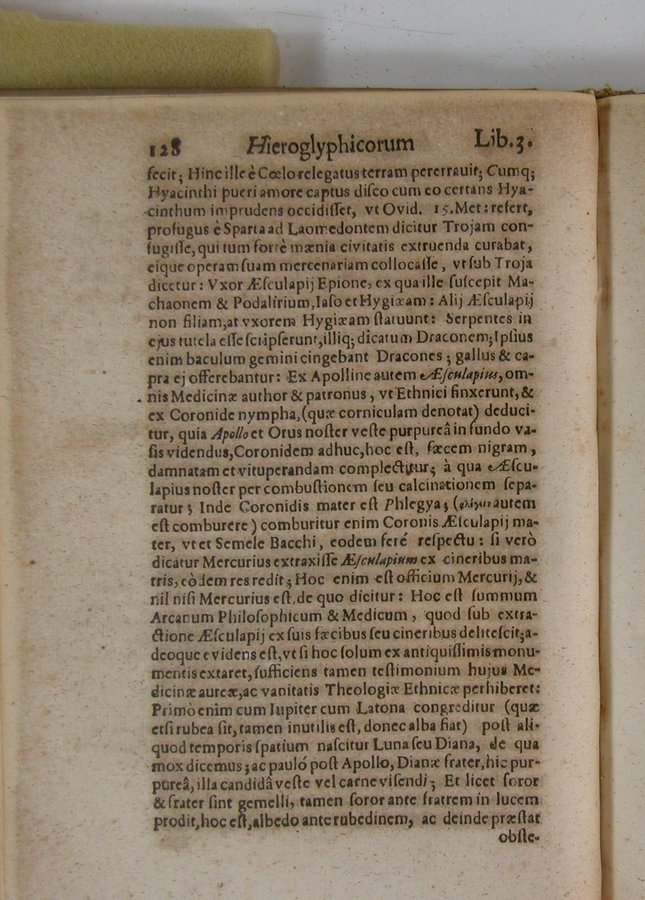 128 Hieroglyphicorum Lib. 3.
fecit; Hinc ille è Cœlo relegatus terram pererrauit; Cumq;
Hyacinthi pueri amore captus disco cum eo certans Hya-
cinthum imprudens occidisset, vt Ovid. 15. Met: refert,
profugus è Sparta ad Laomedontem dicitur Trojam con-
fugisse, qui tum fortè mænia civitatis extruenda curabat,
eique operam suam mercenariam collocasse, vt sub Troja
dicetur: Vxor Æsculapij Epione, ex qua ille suscepit Ma-
chaonem & Podalirium, Iaso et Hygiæam: Alij Æsculapij
non filiam, at vxorem Hygiæam statuunt: Serpentes in
ejus tutela esse scripserunt, illiq; dicatum Draconem; Ipsius
enim baculum gemini cingebant Dracones; gallus & ca-
pra ej offerebantur: Ex Apolline autem Æsculapius, om-
nis Medicinæ author & patronus, vt Ethnici finxerunt, &
ex Coronide nympha, (quæ corniculam denotat) deduci-
tur, quia Apollo et Orus noster veste purpureâ in fundo va-
sis videndus, Coronidem adhuc, hoc est, fæcem nigram,
damnatam et vituperandam complectitur; à qua Æscu-
lapius noster per combustionem seu calcinationem sepa-
ratur; Inde Coronidis mater est Phlegya; ( autem
est comburere) comburitur enim Coronis Æsculapij ma-
ter, vt et Semele Bacchi, eodem feré respectu: si verò
dicatur Mercurius extraxisse Æsculapium ex cineribus ma-
tris, eòdem res redit; Hoc enim est officium Mercurij, &
nil nisi Mercurius est, de quo dicitur: Hoc est summum
Arcanum Philosophicum & Medicum, quod sub extra-
ctione Æsculapij ex suis fæcibus seu cineribus delitescit; a-
deoque evidens est, vt si hoc solum ex antiquissimis monu-
mentis extaret, sufficiens tamen testimonium hujus Me-
dicinæ aureæ, ac vanitatis Theologiæ Ethnicæ perhiberet:
Primò enim cum Iupiter cum Latona congreditur (quæ
etsi rubea sit, tamen inutilis est, donec alba fiat) post ali-
quod temporis spatium nascitur Luna seu Diana, de qua
mox dicemus; ac pauló post Apollo, Dianæ frater, hic pur-
pureâ, illa candidâ veste vel carne visendi; Et licet soror
& frater sint gemelli, tamen soror ante fratrem in lucem
prodit, hoc est, albedo ante rubedinem, ac deinde præstat
obste-